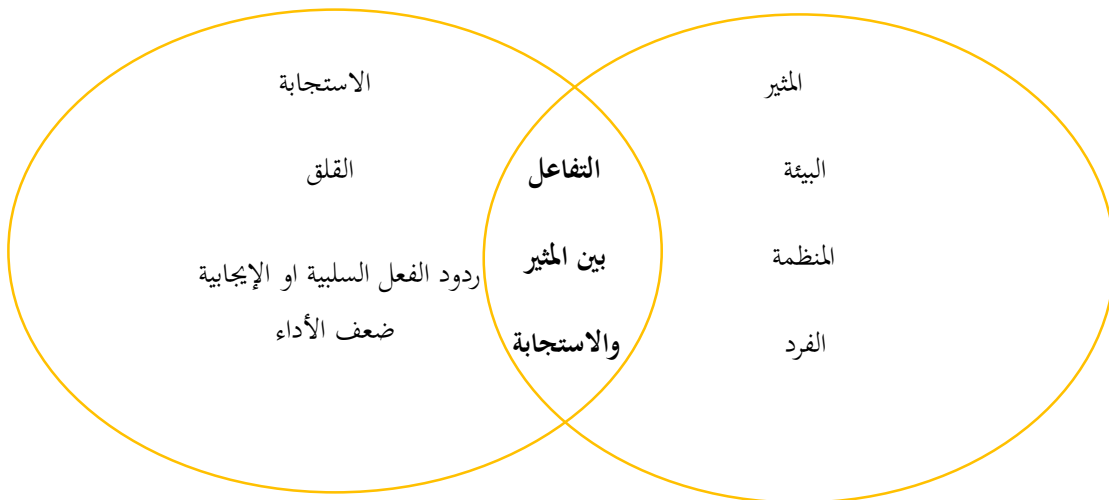 المثير
البيئة
المنظمة
الفرد
التفاعل
بين المثير
والاستجابة
الاستجابة
القلق
ردود الفعل السلبية او الإيجابية
ضعف الأداء